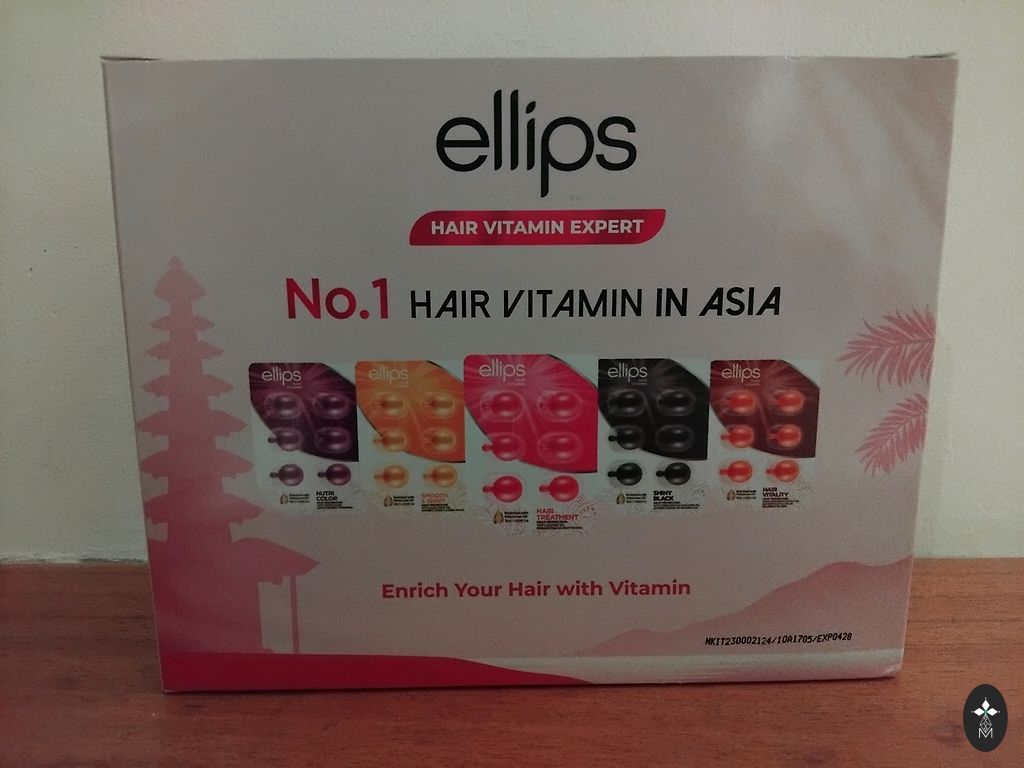 ellips
HAIR VITAMIN EXPERT
No.1 HAIR VITAMIN IN ASIA
ellips
ellips
ellips
ellips
ellips
NUTRI
COLOR
SMOOTH
& SHINY
HAIR
TREATMENT
SHINY
BLACK
HAIR
VITALITY
Enrich Your Hair with Vitamin
NKIT230002124/10A1705/EXP0428
M